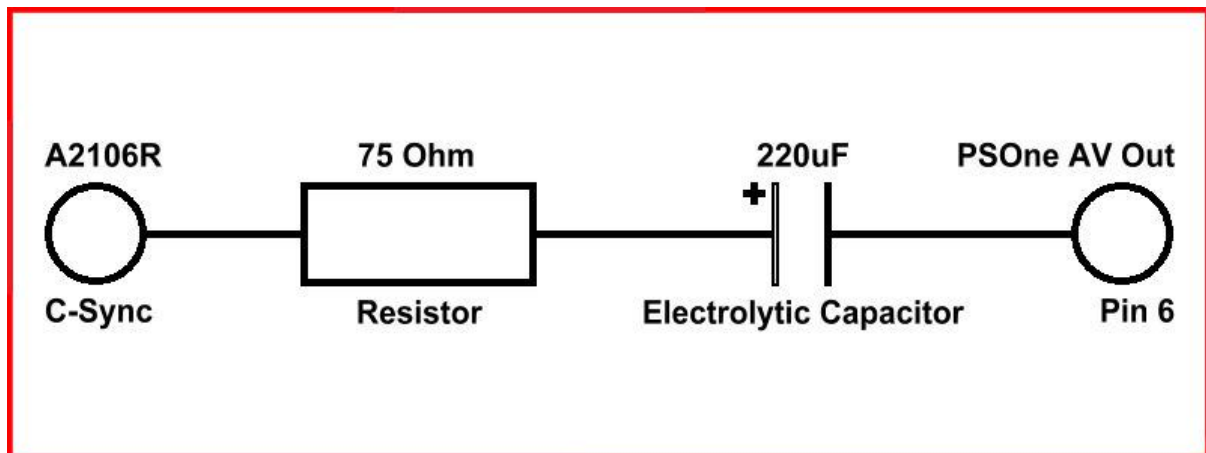 A2106R 75 Ohm 220uF PSOne AV Out
+
C-Sync Resistor Electrolytic Capacitor Pin 6